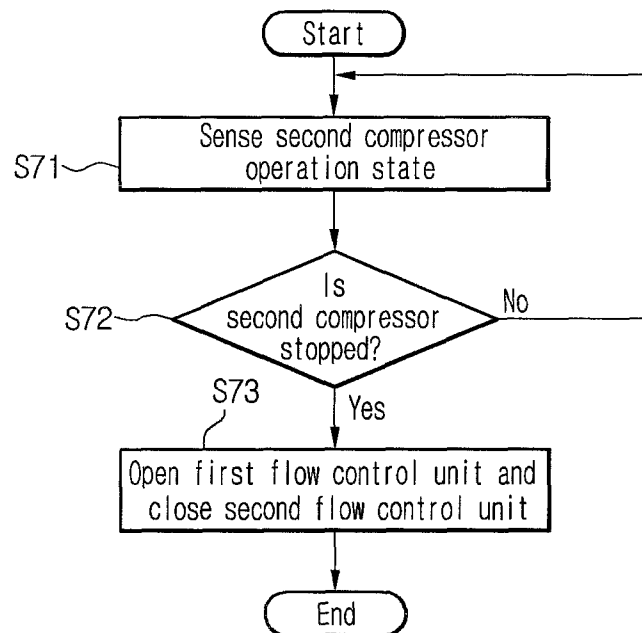 Start
Sense second compressor
operation state
S71
Is
second compressor
stopped?
S72
No
Yes
S73
Open first flow control unit and
close second flow control unit
End